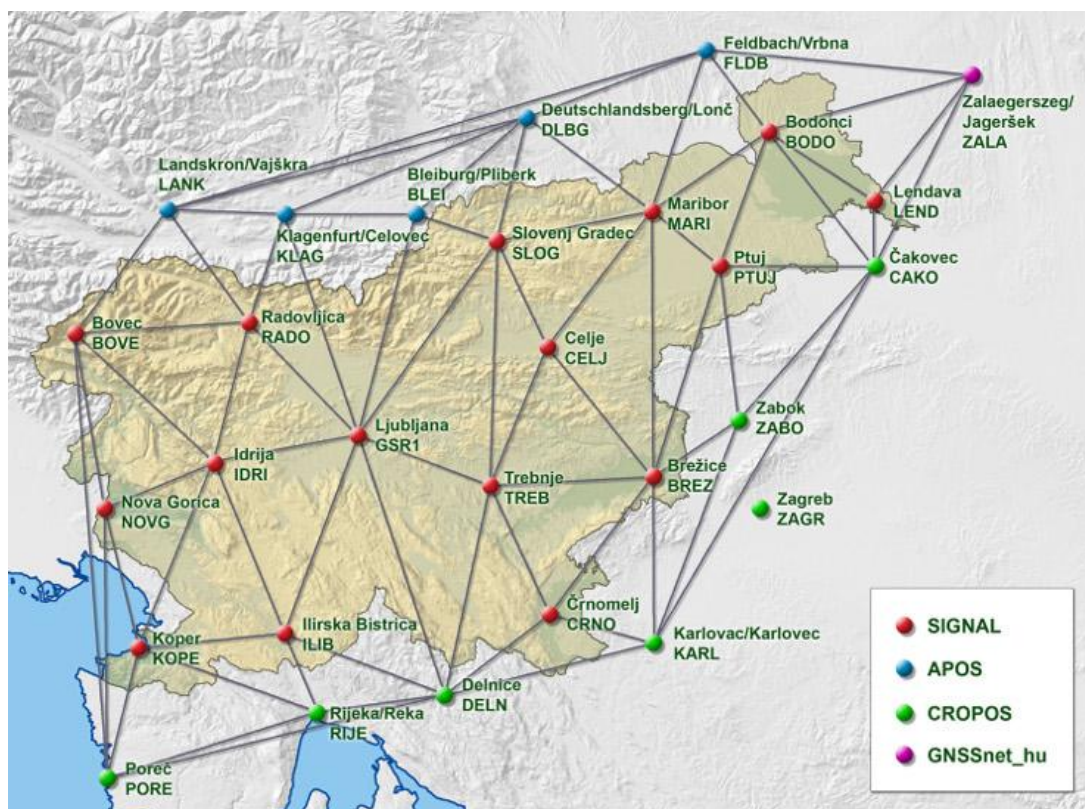 Feldbach/Vrbna
FLDB
Zalaegerszeg/
Jageršek
ZALA
Deutschlandsberg/Lonč
DLBG
Bodonci
BODO
Landskron/Vajškra
LANK
Bleiburg/Pliberk
BLEI
Lendava
LEND
Maribor
MARI
Klagenfurt/Celovec
KLAG
Slovenj Gradec
SLOG
Ptuj
PTUJ
Čakovec
CAKO
Bovec
BOVE
Radovljica
RADO
Celje
CELJ
Zabok
ZABO
Ljubljana
GSR1
Idrija
IDRI
Trebnje
TREB
Brežice
BREZ
Nova Gorica
NOVG
Zagreb
ZAGR
Črnomelj
CRNO
Ilirska Bistrica
ILIB
Koper
KOPE
Karlovac/Karlovec
KARL
Delnice
DELN
Rijeka/Reka
RIJE
Poreč
PORE
SIGNAL
APOS
CROPOS
GNSSnet_hu